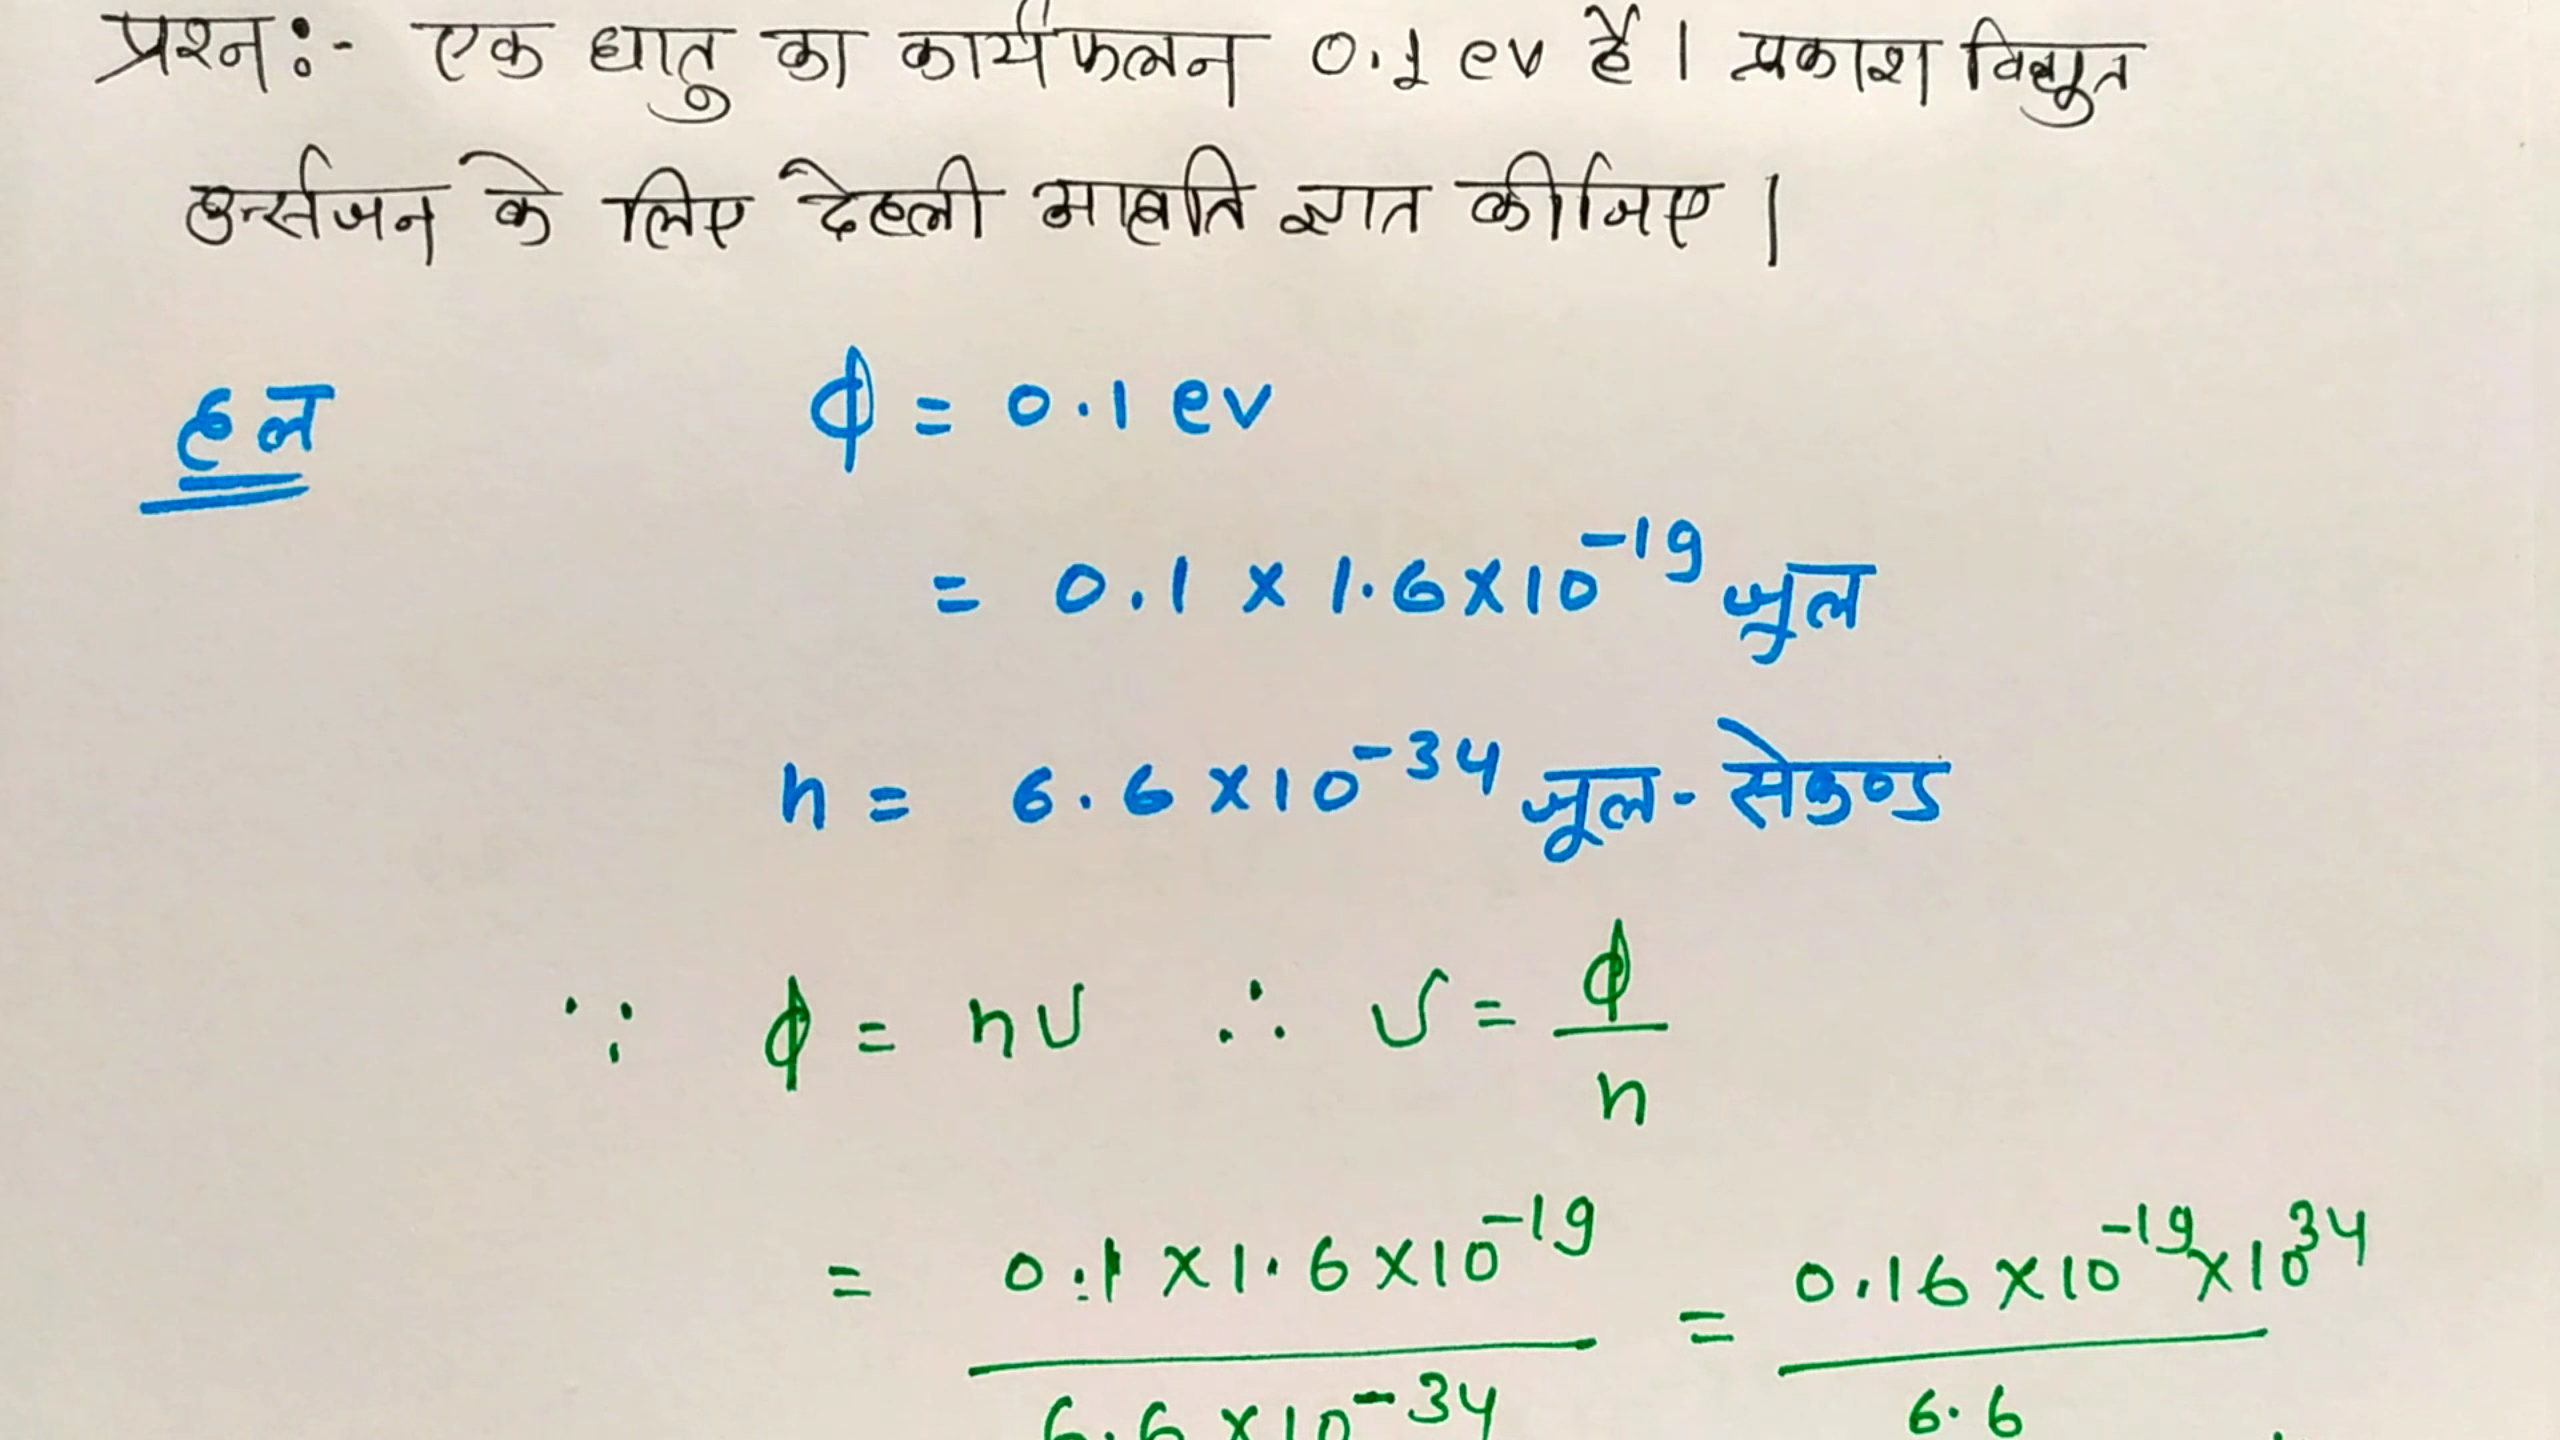 प्रश्न :- एक धातु का कार्यफलन 0.1 ev है । प्रकाश विद्युत
उत्सर्जन के लिए देहली आवृति ज्ञात कीजिए ।
हल ϕ = 0.1 ev
= 0.1 × 1.6 × 10⁻¹⁹ जूल
h = 6.6 × 10⁻³⁴ जूल - सेकण्ड
∵ ϕ = hν ∴ ν = ϕ/h
= 0.1 × 1.6 × 10⁻¹⁹ / 6.6 × 10⁻³⁴ = 0.16 × 10⁻¹⁹ × 10³⁴ / 6.6